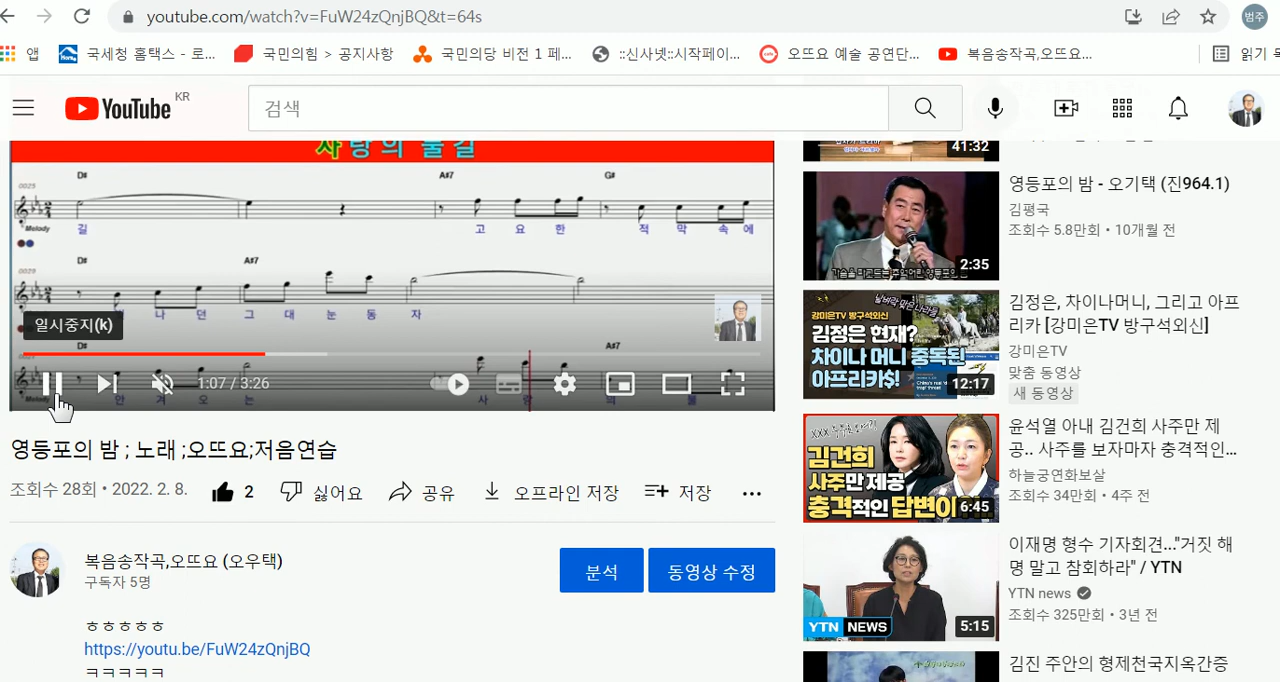 youtube.com/watch?v=FuW24zQnjBQ&t=64s
범주
앱
국세청 홈택스 - 로...
국민의힘 > 공지사항
국민의당 비전 1 페...
::신사넷::시작페이...
오뜨요 예술 공연단...
복음송작곡,오뜨요...
읽기 목
YouTube KR
검색
사랑의 불길
0025
D# A#7 G#
Melody
길 고 요 한 적 막 속 에
0029
D# A#7
나 던 그 대 눈 동 자
일시중지(k)
D# A#7
Melody
안 겨 오 는 사 랑 의 불
1:07 / 3:26
영등포의 밤 ; 노래 ;오뜨요;저음연습
조회수 28회 • 2022. 2. 8.
2
싫어요
공유
오프라인 저장
저장
복음송작곡,오뜨요 (오우택)
구독자 5명
분석
동영상 수정
ㅎㅎㅎㅎㅎ
https://youtu.be/FuW24zQnjBQ
ㅋㅋㅋㅋㅋ
41:32
2:35
영등포의 밤 - 오기택 (진964.1)
김평국
조회수 5.8만회 • 10개월 전
강미은TV 방구석외신
김정은 현재?
차이나 머니 중독된
아프리카$!
12:17
김정은, 차이나머니, 그리고 아프
리카 [강미은TV 방구석외신]
강미은TV
맞춤 동영상
새 동영상
김건희
사주만 제공
충격적인 답변이
6:45
윤석열 아내 김건희 사주만 제
공.. 사주를 보자마자 충격적인...
하늘궁연화보살
조회수 34만회 • 4주 전
YTN NEWS
5:15
이재명 형수 기자회견..."거짓 해
명 말고 참회하라" / YTN
YTN news
조회수 325만회 • 3년 전
김진 주안의 형제천국지옥간증